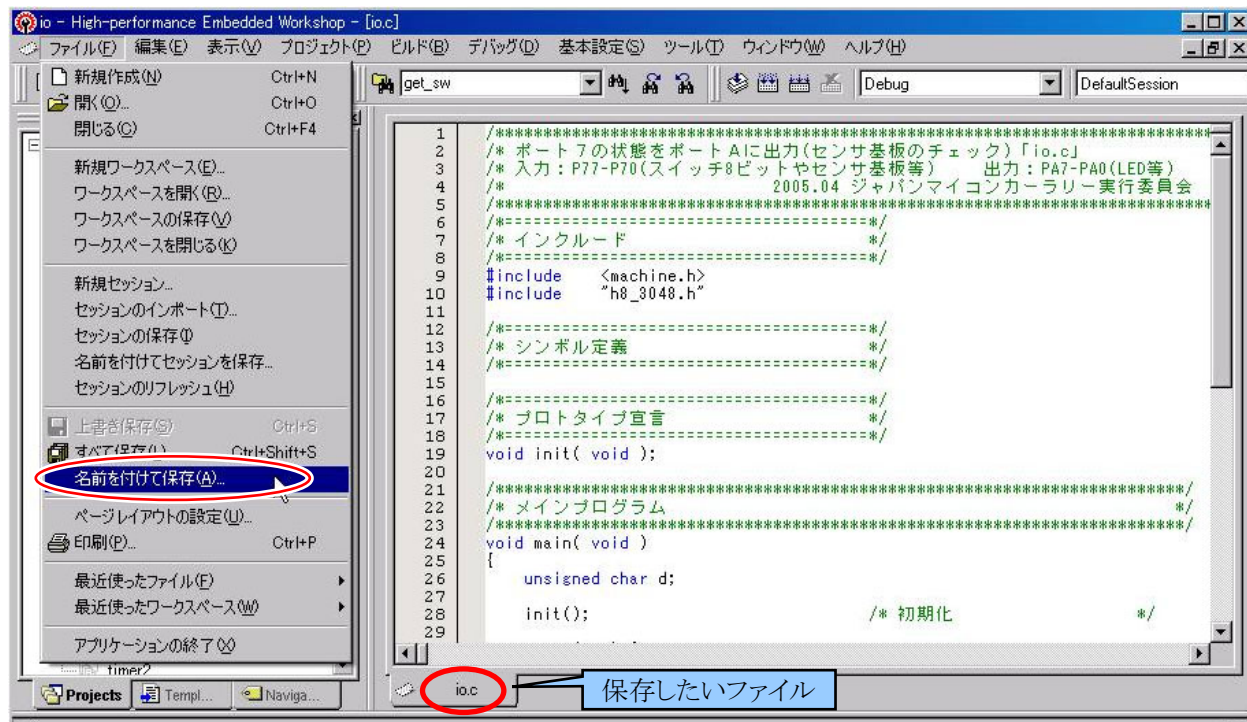 io - High-performance Embedded Workshop - [io.c]
ファイル(F) 編集(E) 表示(V) プロジェクト(P) ビルド(B) デバッグ(D) 基本設定(S) ツール(T) ウィンドウ(W) ヘルプ(H)
get_sw Debug DefaultSession
新規作成(N) Ctrl+N
開く(O)... Ctrl+O
閉じる(C) Ctrl+F4
新規ワークスペース(E)...
ワークスペースを開く(R)...
ワークスペースの保存(V)
ワークスペースを閉じる(K)
新規セッション...
セッションのインポート(T)...
セッションの保存(I)
名前を付けてセッションを保存...
セッションのリフレッシュ(H)
上書き保存(S) Ctrl+S
すべて保存(L) Ctrl+Shift+S
名前を付けて保存(A)...
ページレイアウトの設定(U)...
印刷(P)... Ctrl+P
最近使ったファイル(F)
最近使ったワークスペース(W)
アプリケーションの終了(X)
timer2
Projects Templ... Naviga...
1 /****************************************************************************
2 /* ポート7の状態をポートAに出力(センサ基板のチェック)「io.c」
3 /* 入力：P77-P70(スイッチ8ビットやセンサ基板等) 出力：PA7-PA0(LED等)
4 /* 2005.04 ジャパンマイコンカーラリー実行委員会
5 /****************************************************************************
6 /*======================================*/
7 /* インクルード */
8 /*======================================*/
9 #include <machine.h>
10 #include "h8_3048.h"
11
12 /*======================================*/
13 /* シンボル定義 */
14 /*======================================*/
15
16 /*======================================*/
17 /* プロトタイプ宣言 */
18 /*======================================*/
19 void init( void );
20
21 /************************************************************************/
22 /* メインプログラム */
23 /************************************************************************/
24 void main( void )
25 {
26 unsigned char d;
27
28 init(); /* 初期化 */
29
io.c
保存したいファイル